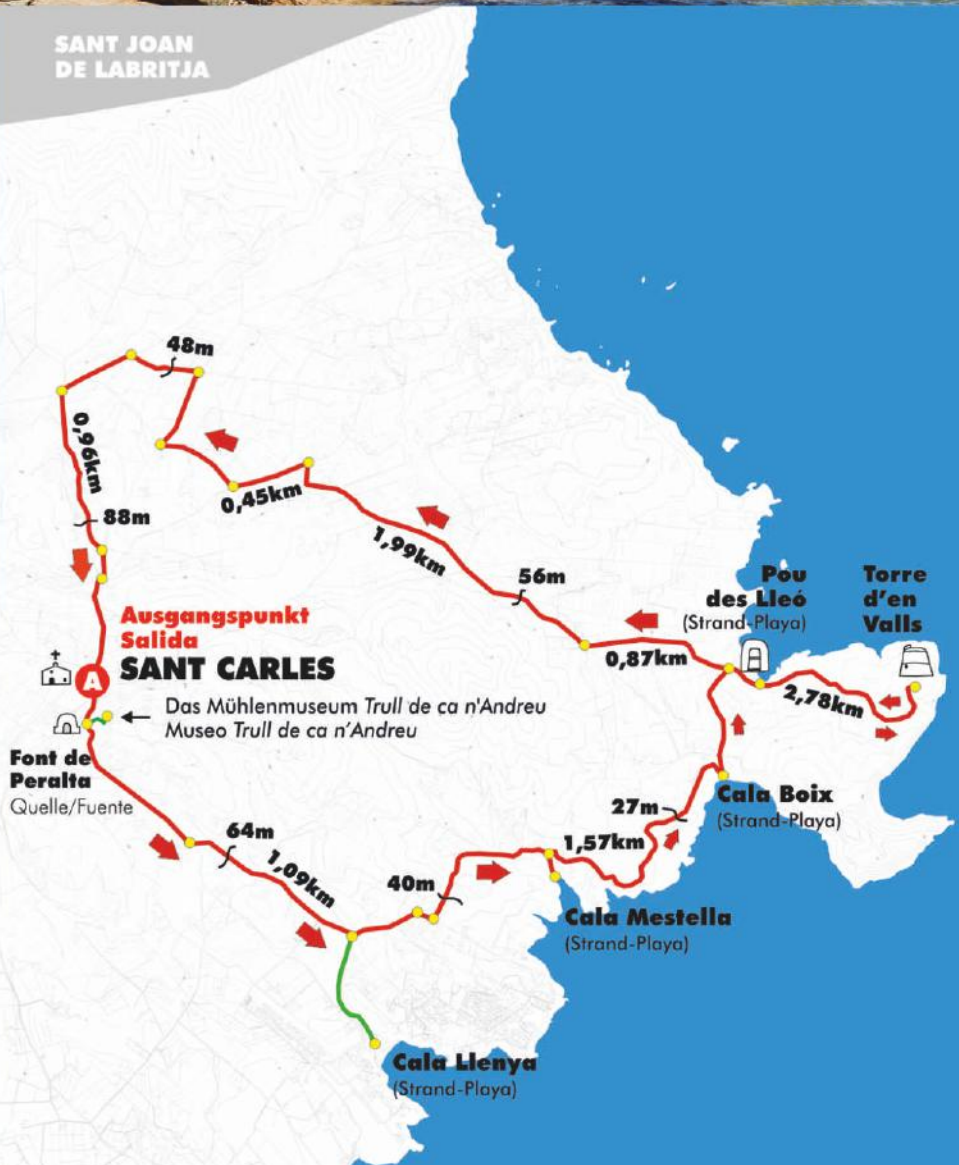 SANT JOAN
DE LABRITJA
48m
0,96km
88m
0,45km
1,99km
56m
Pou
des Lleó
(Strand-Playa)
Torre
d'en
Valls
0,87km
2,78km
Ausgangspunkt
Salida
A
SANT CARLES
Das Mühlenmuseum Trull de ca n'Andreu
Museo Trull de ca n'Andreu
Font de
Peralta
Quelle/Fuente
64m
1,09km
40m
27m
1,57km
Cala Boix
(Strand-Playa)
Cala Mestella
(Strand-Playa)
Cala Llenya
(Strand-Playa)